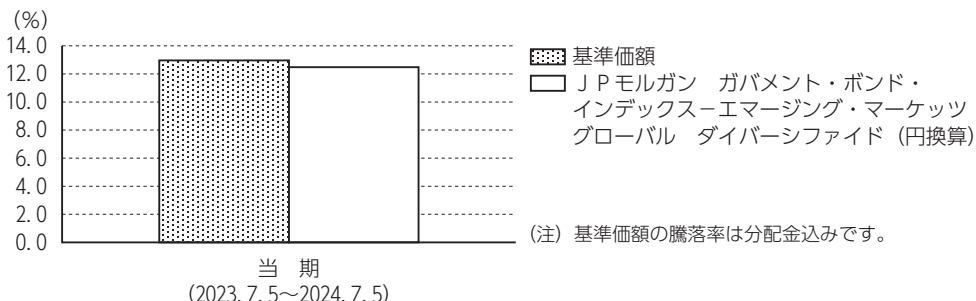 (%)
14.0
12.0
10.0
8.0
6.0
4.0
2.0
0.0
基準価額
ＪＰモルガン　ガバメント・ボンド・
インデックス－エマージング・マーケッツ
グローバル　ダイバーシファイド（円換算）
（注）基準価額の騰落率は分配金込みです。
当　期
(2023.7.5～2024.7.5)